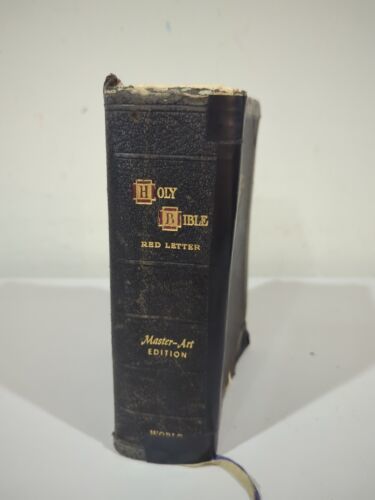 HOLY
BIBLE
RED LETTER
Master-Art
EDITION
WORLD